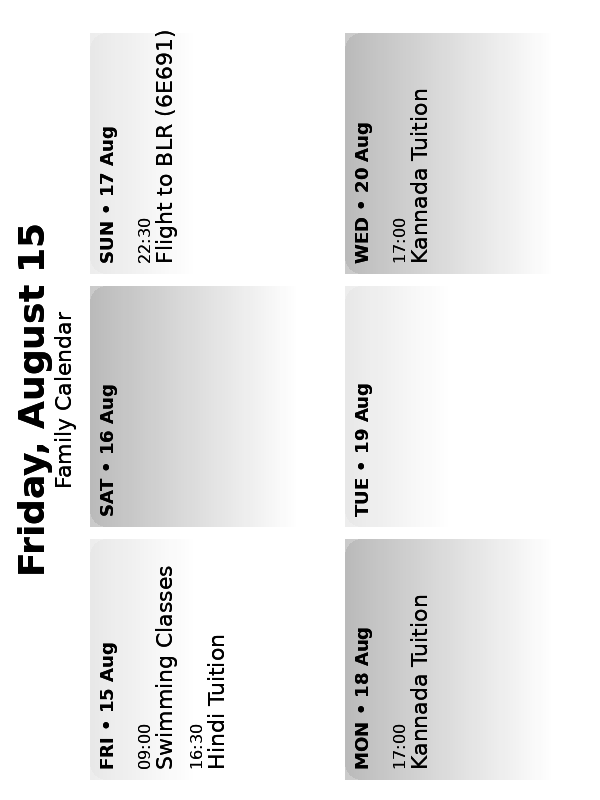 Friday, August 15
Family Calendar
FRI • 15 Aug
09:00
Swimming Classes
16:30
Hindi Tuition
SAT • 16 Aug
SUN • 17 Aug
22:30
Flight to BLR (6E691)
MON • 18 Aug
17:00
Kannada Tuition
TUE • 19 Aug
WED • 20 Aug
17:00
Kannada Tuition